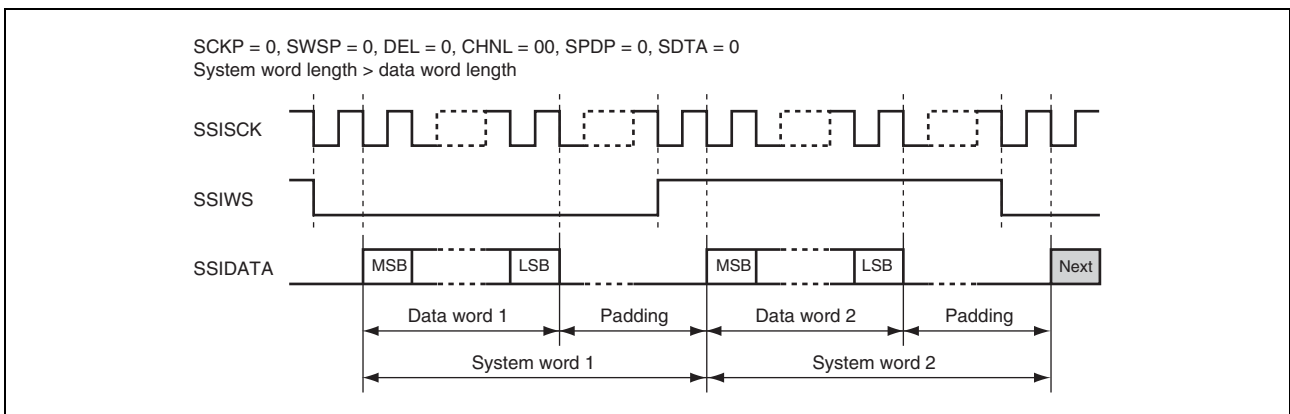 SCKP = 0, SWSP = 0, DEL = 0, CHNL = 00, SPDP = 0, SDTA = 0
System word length > data word length
SSISCK
SSIWS
SSIDATA
MSB
LSB
MSB
LSB
Next
Data word 1
Padding
Data word 2
Padding
System word 1
System word 2